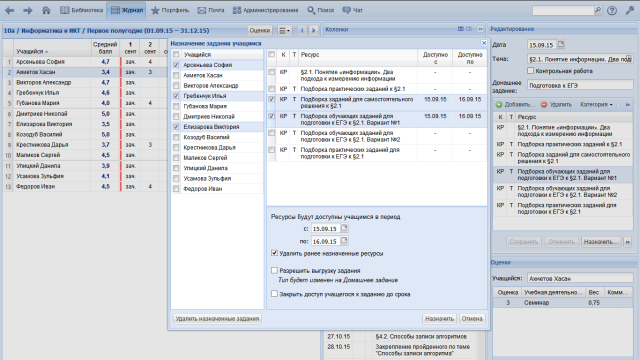 Библиотека Журнал Портфель Почта Администрирование Поиск Чат
10а / Информатика и ИКТ / Первое полугодие (01.09.15 – 31.12.15)
Оценки
Колонки
Редактирование
Учащийся Средний балл 1 сент 2 сент
1 Арсеньева София 4,7 зач. 4
2 Ахметов Хасан 3,4 зач. 3
3 Викторов Александр 4,7 зач.
4 Гребенчук Илья 4,6 зач.
5 Губанова Мария 4,0 зач. 4
6 Дмитриев Николай 5,0 зач.
7 Елизарова Виктория 3,5 зач.
8 Козодуб Василий 5,0 зач.
9 Крестникова Дарья 3,7 зач. 3
10 Маликов Сергей 4,5 зач.
11 Улицкий Данила 3,9 зач.
12 Усамова Зульфия 4,1 зач.
13 Федоров Иван 4,5 зач. 4
Назначение задания учащимся
Учащийся
Арсеньева София
Ахметов Хасан
Викторов Александр
Гребенчук Илья
Губанова Мария
Дмитриев Николай
Елизарова Виктория
Козодуб Василий
Крестникова Дарья
Маликов Сергей
Улицкий Данила
Усамова Зульфия
Федоров Иван
К Т Ресурс Доступно с Доступно по
КР §2.1. Понятие «информации». Два подхода к измерению информации - -
КР Т Подборка практических заданий к §2.1 - -
КР Т Подборка заданий для самостоятельного решения к §2.1 15.09.15 16.09.15
КР Т Подборка обучающих заданий для подготовки к ЕГЭ к §2.1. Вариант №1 15.09.15 16.09.15
КР Т Подборка обучающих заданий для подготовки к ЕГЭ к §2.1. Вариант №2 - -
КР Т Подборка практических заданий для подготовки к ЕГЭ к §2.1 - -
Ресурсы будут доступны учащимся в период
с: 15.09.15
по: 16.09.15
Удалить ранее назначенные ресурсы
Разрешить выгрузку задания
Тип будет изменен на Домашнее задание
Закрыть доступ учащегося к заданию до срока
Удалить назначенные задания
Назначить
Отмена
27.10.15 §4.2. Способы записи алгоритмов
28.10.15 Закрепление пройденного по теме "Способы записи алгоритма"
Дата 15.09.15
Тема: §2.1. Понятие информации. Два под
Контрольная работа
Домашнее задание: Подготовка к ЕГЭ
Добавить... Удалить Категория
К Т Ресурс
КР §2.1. Понятие «информации». Два подхода к измерению информации
КР Т Подборка практических заданий к §2.1
КР Т Подборка заданий для самостоятельного решения к §2.1
КР Т Подборка обучающих заданий для подготовки к ЕГЭ к §2.1. Вариант №1
КР Т Подборка обучающих заданий для подготовки к ЕГЭ к §2.1. Вариант №2
КР Т Подборка практических заданий для подготовки к ЕГЭ к §2.1
Сохранить Отменить Назначить...
Оценки
Учащийся: Ахметов Хасан
Оценка Учебная деятельно... Вес Комм...
3 Семинар 0,75